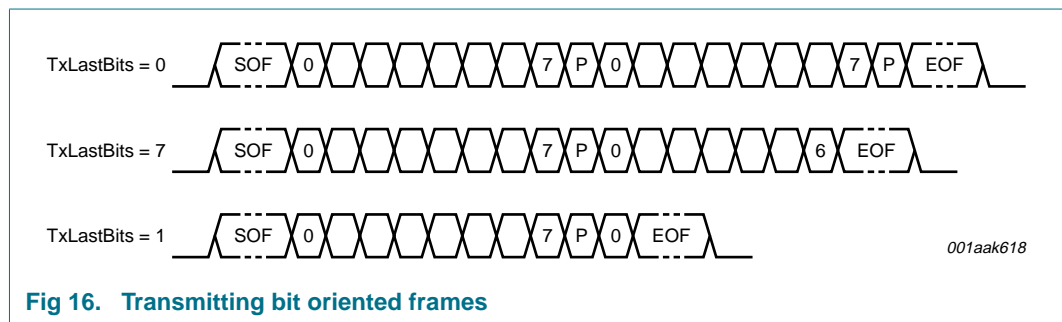 TxLastBits = 0 SOF 0 7 P 0 7 P EOF
TxLastBits = 7 SOF 0 7 P 0 6 EOF
TxLastBits = 1 SOF 0 7 P 0 EOF
001aak618
Fig 16. Transmitting bit oriented frames